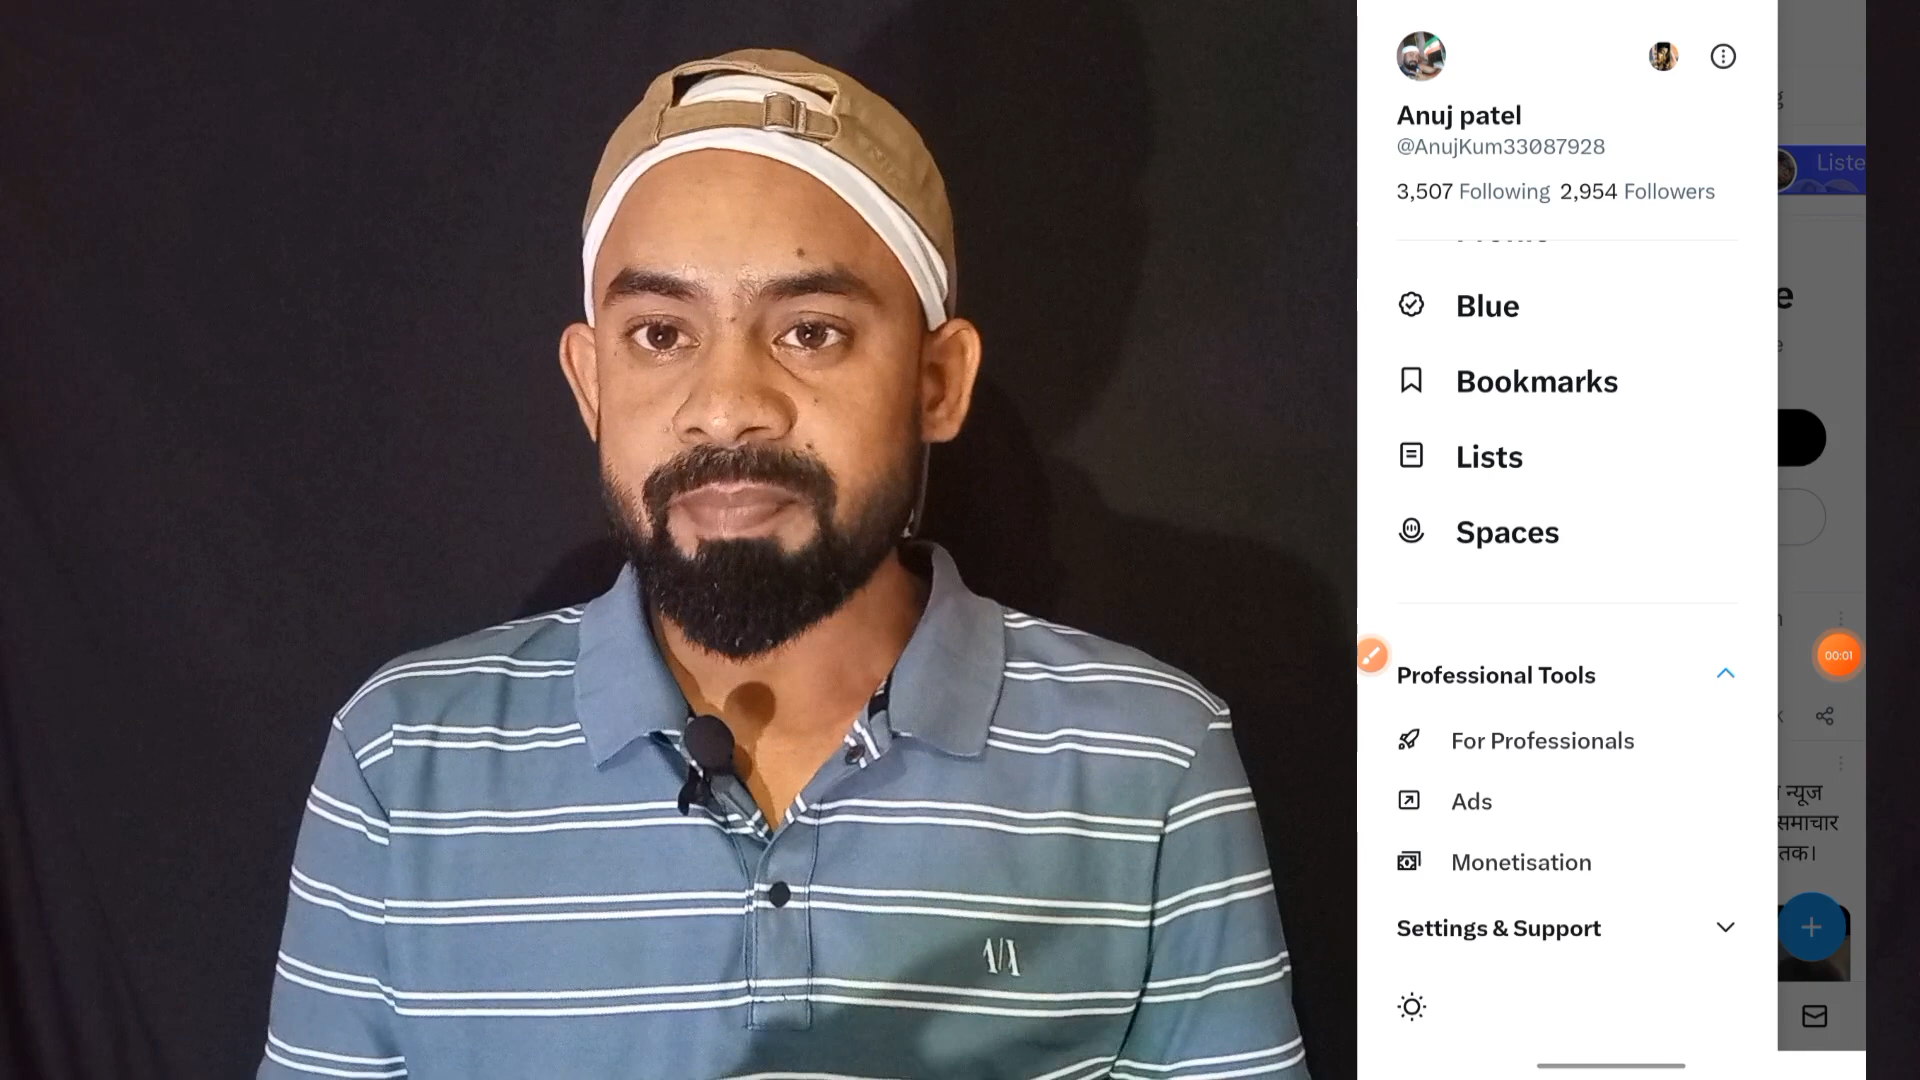 Anuj patel
@AnujKum33087928
3,507 Following 2,954 Followers
Blue
Bookmarks
Lists
Spaces
Professional Tools
For Professionals
Ads
Monetisation
Settings & Support
Liste
00:01
न्यूज
समाचार
तक।